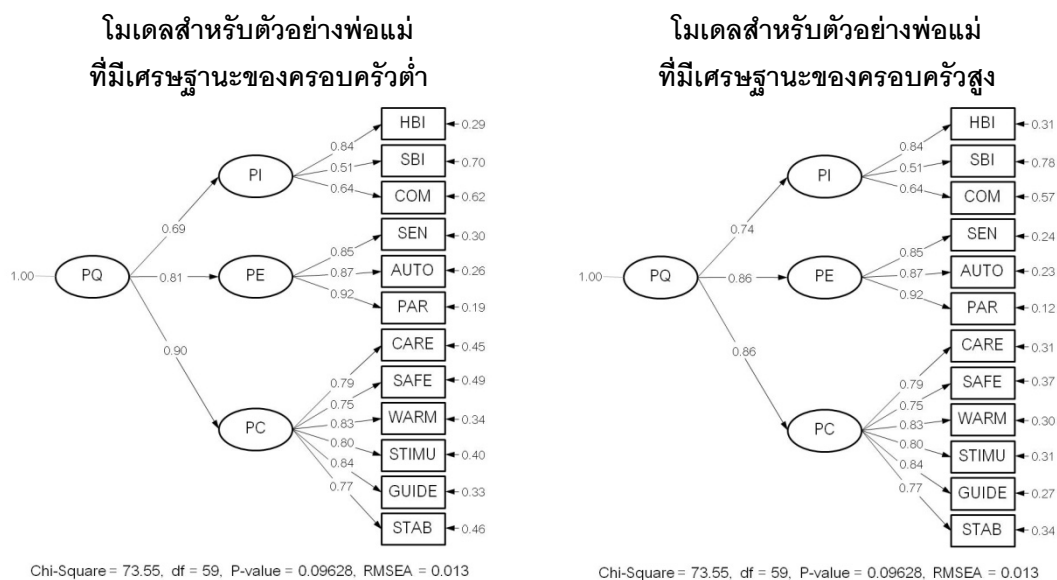 โมเดลสำหรับตัวอย่างพ่อแม่
ที่มีเศรษฐานะของครอบครัวต่ำ
HBI 0.29
0.84
SBI 0.70
0.51
PI
COM 0.62
0.64
0.69
SEN 0.30
0.85
1.00 PQ 0.81 PE 0.87 AUTO 0.26
0.92
PAR 0.19
0.90
CARE 0.45
0.79
SAFE 0.49
0.75
WARM 0.34
0.83
PC
0.80
STIMU 0.40
0.84
GUIDE 0.33
0.77
STAB 0.46
Chi-Square = 73.55, df = 59, P-value = 0.09628, RMSEA = 0.013
โมเดลสำหรับตัวอย่างพ่อแม่
ที่มีเศรษฐานะของครอบครัวสูง
HBI 0.31
0.84
SBI 0.78
0.51
PI
COM 0.57
0.64
0.74
SEN 0.24
0.85
1.00 PQ 0.86 PE 0.87 AUTO 0.23
0.92
PAR 0.12
0.86
CARE 0.31
0.79
SAFE 0.37
0.75
WARM 0.30
0.83
PC
0.80
STIMU 0.31
0.84
GUIDE 0.27
0.77
STAB 0.34
Chi-Square = 73.55, df = 59, P-value = 0.09628, RMSEA = 0.013